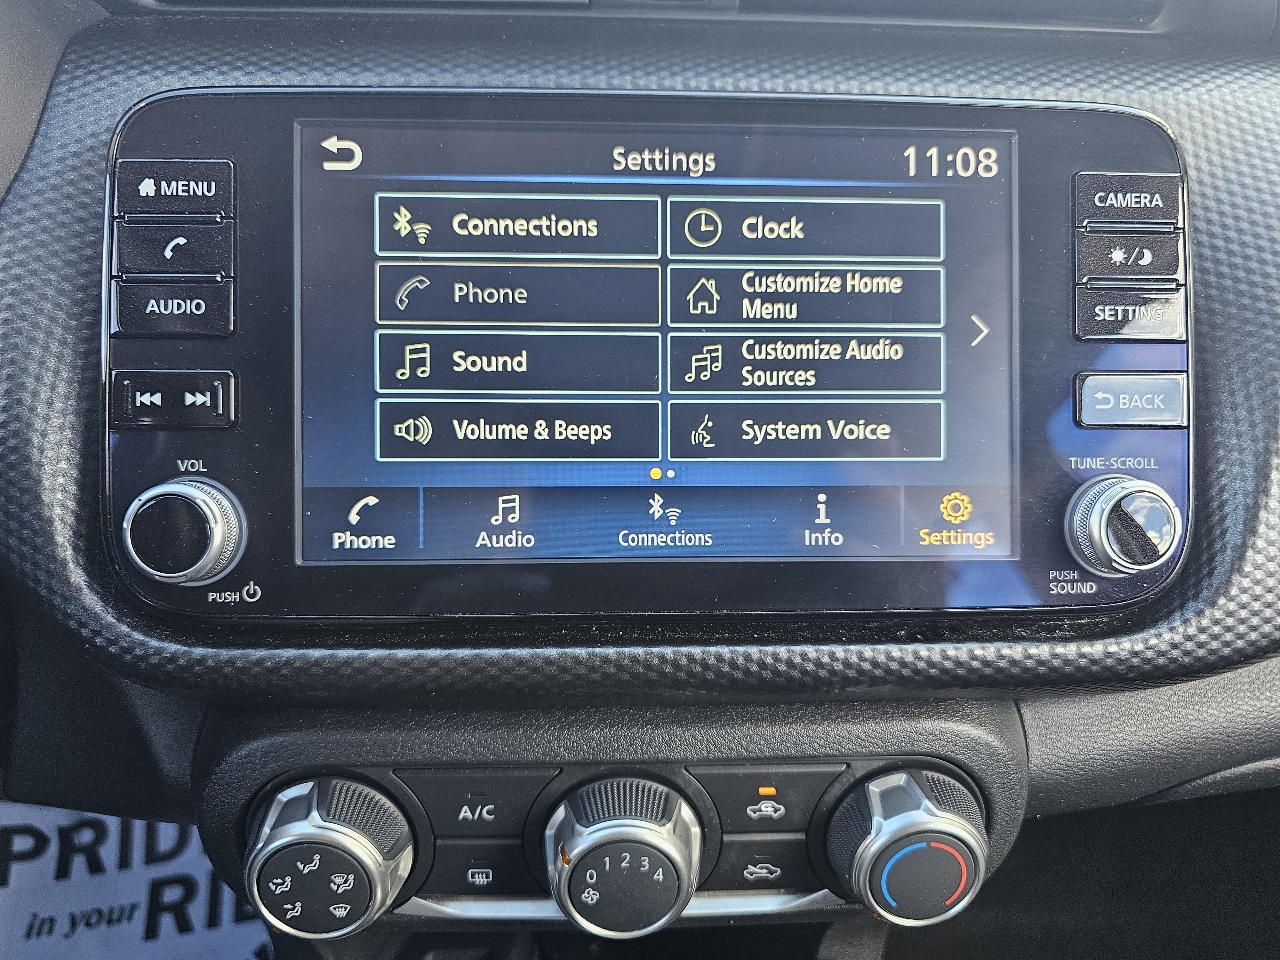 Settings
11:08
MENU
AUDIO
VOL
PUSH
Connections
Phone
Sound
Volume & Beeps
Clock
Customize Home
Menu
Customize Audio
Sources
System Voice
Phone
Audio
Connections
Info
Settings
CAMERA
SETTING
BACK
TUNE·SCROLL
PUSH
SOUND
A/C
0 1 2 3 4
in your